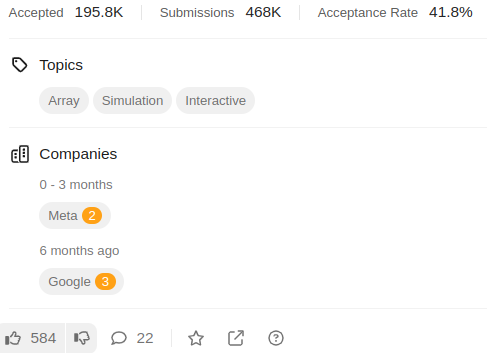 Accepted 195.8K Submissions 468K Acceptance Rate 41.8%
Topics
Array Simulation Interactive
Companies
0 - 3 months
Meta 2
6 months ago
Google 3
584 22